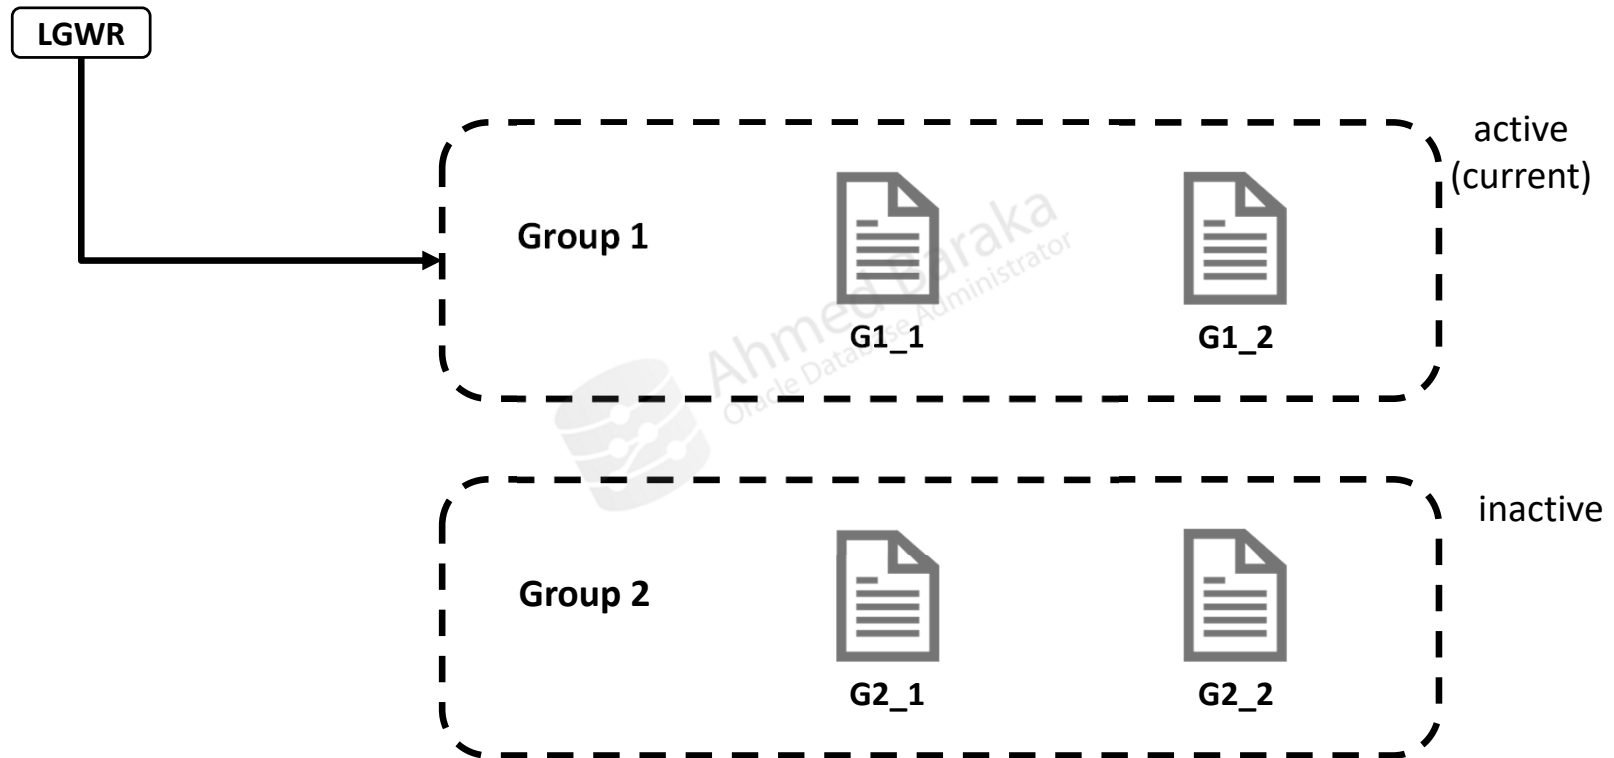 LGWR
active
(current)
Group 1
G1_1
G1_2
Ahmed Baraka
Oracle Database Administrator
inactive
Group 2
G2_1
G2_2